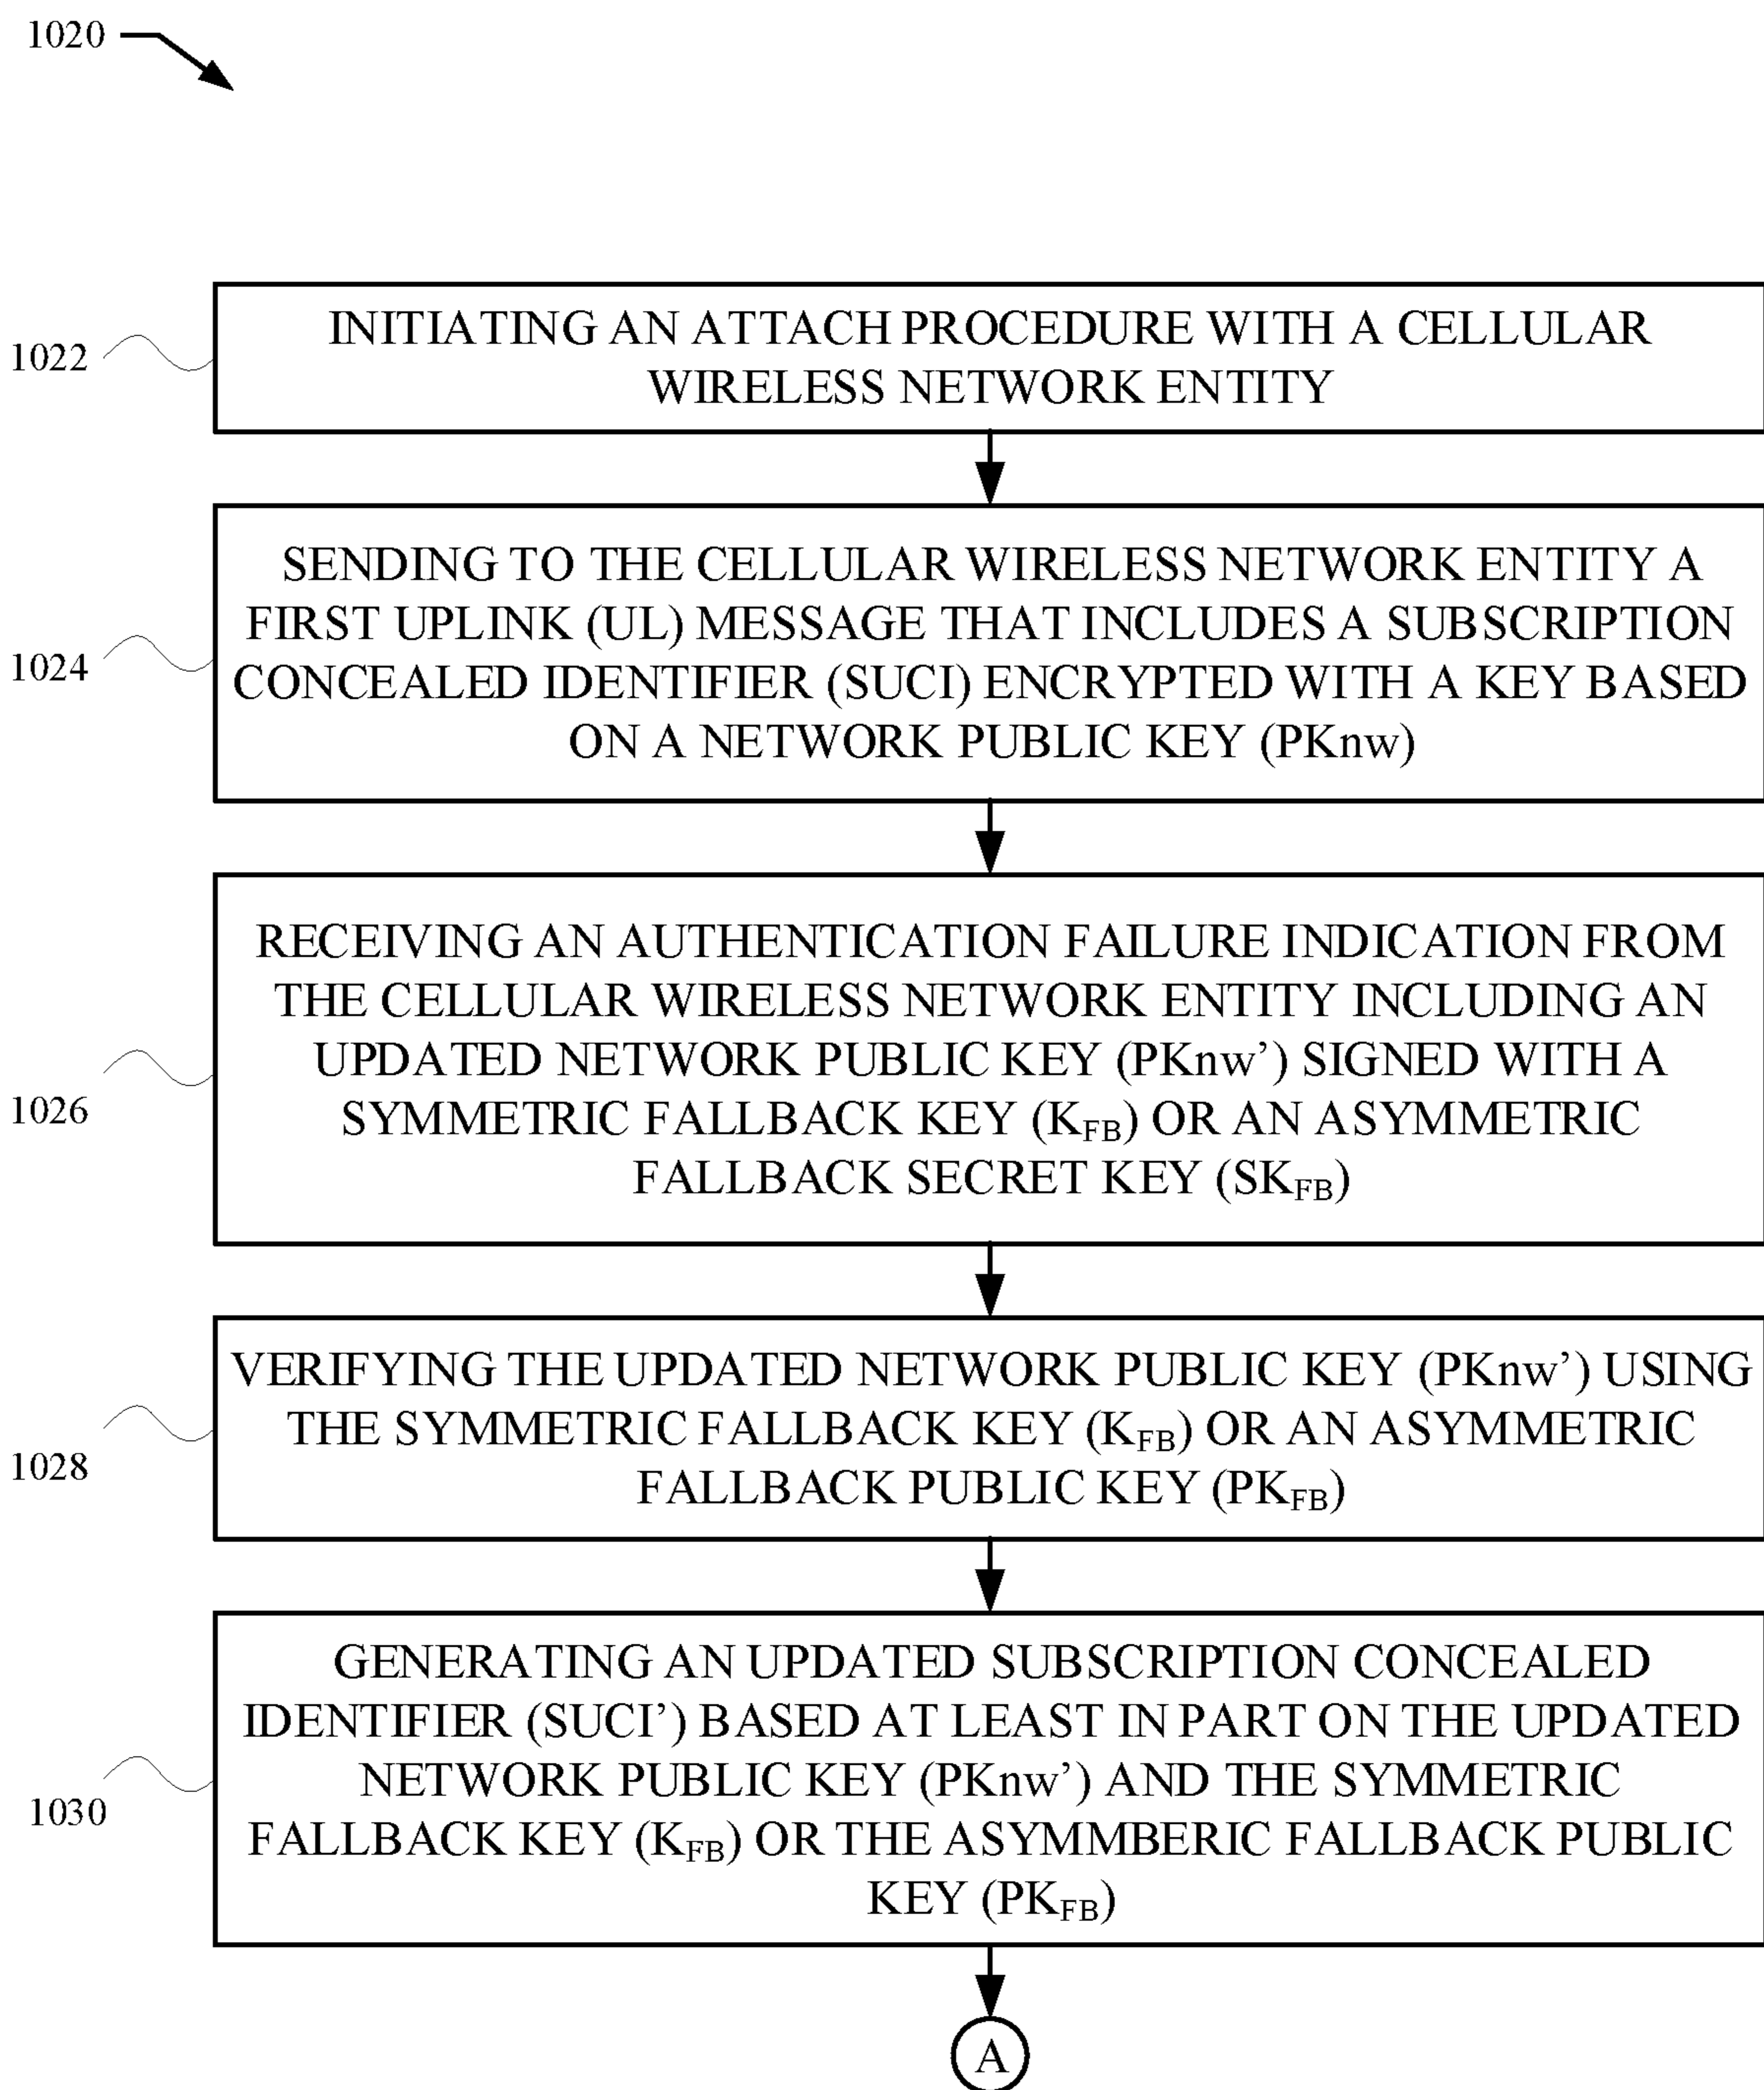 1020
INITIATING AN ATTACH PROCEDURE WITH A CELLULAR
WIRELESS NETWORK ENTITY
1022
SENDING TO THE CELLULAR WIRELESS NETWORK ENTITY A
FIRST UPLINK (UL) MESSAGE THAT INCLUDES A SUBSCRIPTION
CONCEALED IDENTIFIER (SUCI) ENCRYPTED WITH A KEY BASED
ON A NETWORK PUBLIC KEY (PKnw)
1024
RECEIVING AN AUTHENTICATION FAILURE INDICATION FROM
THE CELLULAR WIRELESS NETWORK ENTITY INCLUDING AN
UPDATED NETWORK PUBLIC KEY (PKnw’) SIGNED WITH A
SYMMETRIC FALLBACK KEY (KFB) OR AN ASYMMETRIC
FALLBACK SECRET KEY (SKFB)
1026
VERIFYING THE UPDATED NETWORK PUBLIC KEY (PKnw’) USING
THE SYMMETRIC FALLBACK KEY (KFB) OR AN ASYMMETRIC
FALLBACK PUBLIC KEY (PKFB)
1028
GENERATING AN UPDATED SUBSCRIPTION CONCEALED
IDENTIFIER (SUCI’) BASED AT LEAST IN PART ON THE UPDATED
NETWORK PUBLIC KEY (PKnw’) AND THE SYMMETRIC
FALLBACK KEY (KFB) OR THE ASYMMBERIC FALLBACK PUBLIC
KEY (PKFB)
1030
A